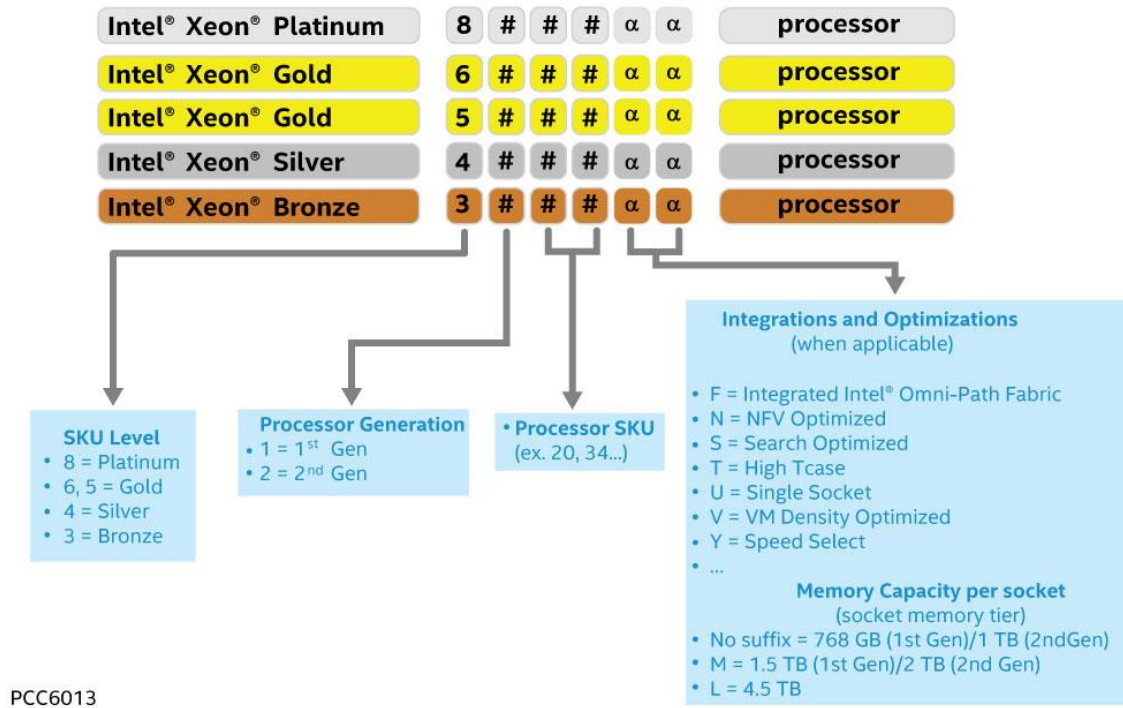 Intel® Xeon® Platinum 8 # # # α α processor
Intel® Xeon® Gold 6 # # # α α processor
Intel® Xeon® Gold 5 # # # α α processor
Intel® Xeon® Silver 4 # # # α α processor
Intel® Xeon® Bronze 3 # # # α α processor
SKU Level
• 8 = Platinum
• 6, 5 = Gold
• 4 = Silver
• 3 = Bronze
Processor Generation
• 1 = 1st Gen
• 2 = 2nd Gen
• Processor SKU
(ex. 20, 34...)
Integrations and Optimizations
(when applicable)
• F = Integrated Intel® Omni-Path Fabric
• N = NFV Optimized
• S = Search Optimized
• T = High Tcase
• U = Single Socket
• V = VM Density Optimized
• Y = Speed Select
• ...
Memory Capacity per socket
(socket memory tier)
• No suffix = 768 GB (1st Gen)/1 TB (2ndGen)
• M = 1.5 TB (1st Gen)/2 TB (2nd Gen)
• L = 4.5 TB
PCC6013